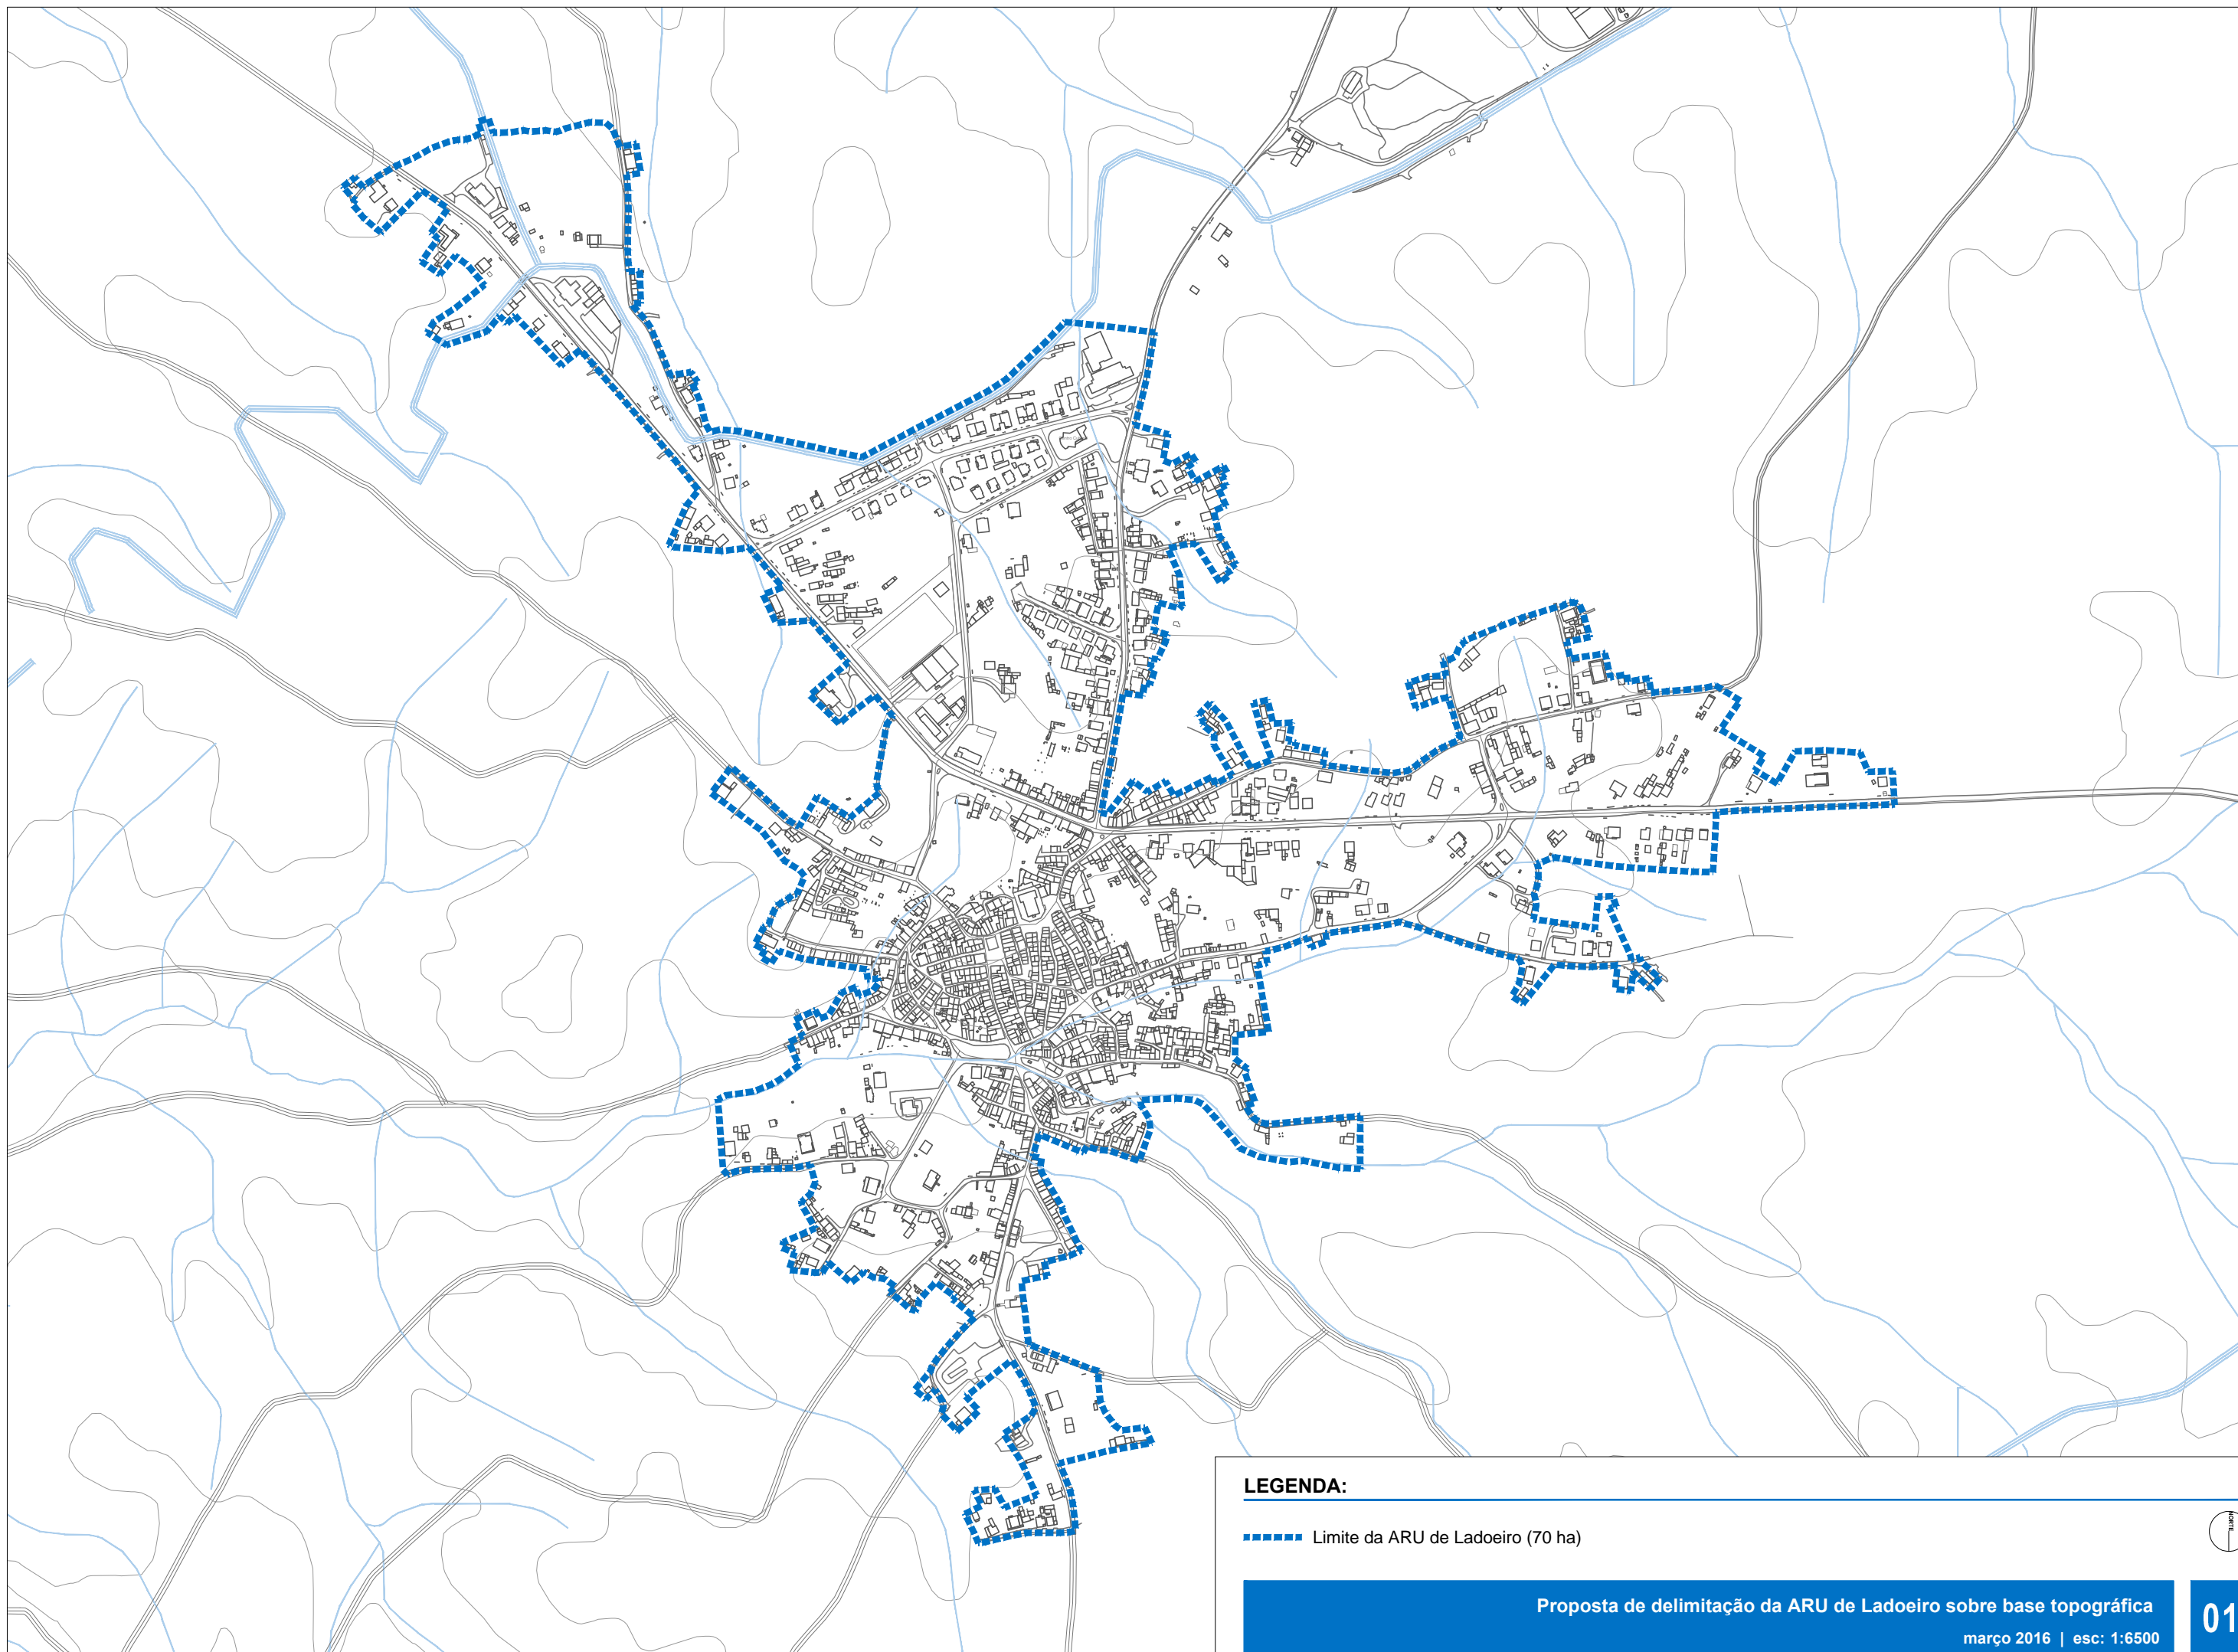 LEGENDA:
Limite da ARU de Ladoeiro (70 ha)
NORTE
Proposta de delimitação da ARU de Ladoeiro sobre base topográfica
março 2016 | esc: 1:6500
01